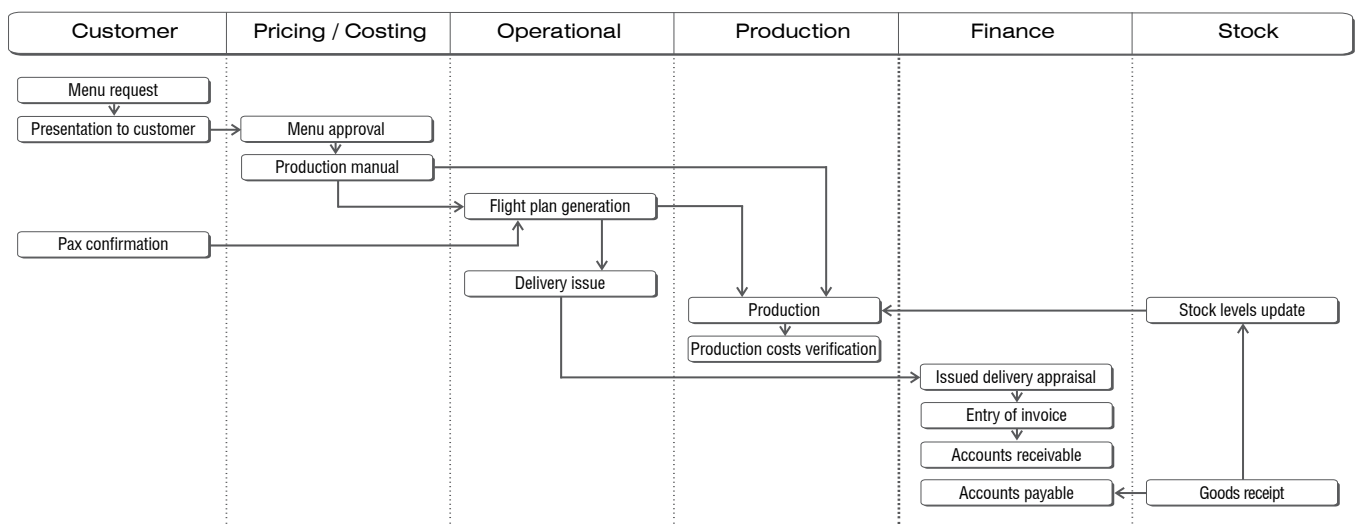 Customer
Pricing / Costing
Operational
Production
Finance
Stock
Menu request
Presentation to customer
Menu approval
Production manual
Flight plan generation
Pax confirmation
Delivery issue
Production
Stock levels update
Production costs verification
Issued delivery appraisal
Entry of invoice
Accounts receivable
Accounts payable
Goods receipt